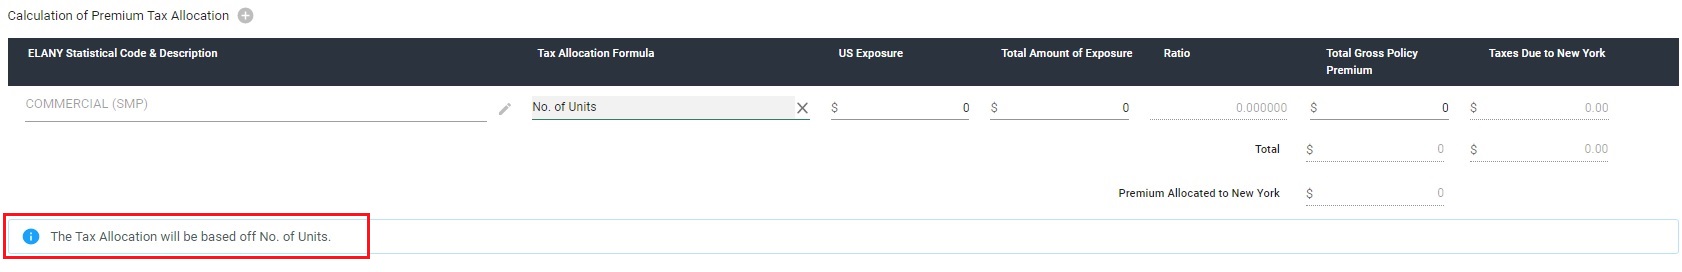 Calculation of Premium Tax Allocation
ELANY Statistical Code & Description Tax Allocation Formula US Exposure Total Amount of Exposure Ratio Total Gross Policy Premium Taxes Due to New York
COMMERCIAL (SMP) No. of Units $ 0 $ 0 0.000000 $ 0 $ 0.00
Total $ 0 $ 0.00
Premium Allocated to New York $ 0
The Tax Allocation will be based off No. of Units.